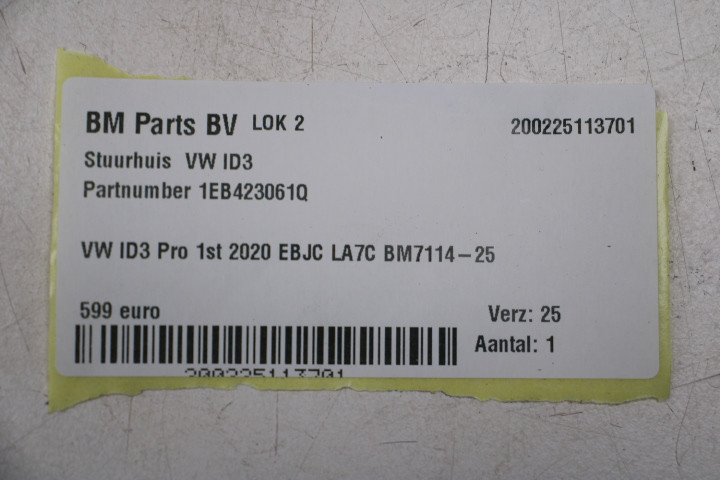 BM Parts BV LOK 2 200225113701
Stuurhuis VW ID3
Partnumber 1EB423061Q
VW ID3 Pro 1st 2020 EBJC LA7C BM7114-25
599 euro Verz: 25
Aantal: 1
200225113701